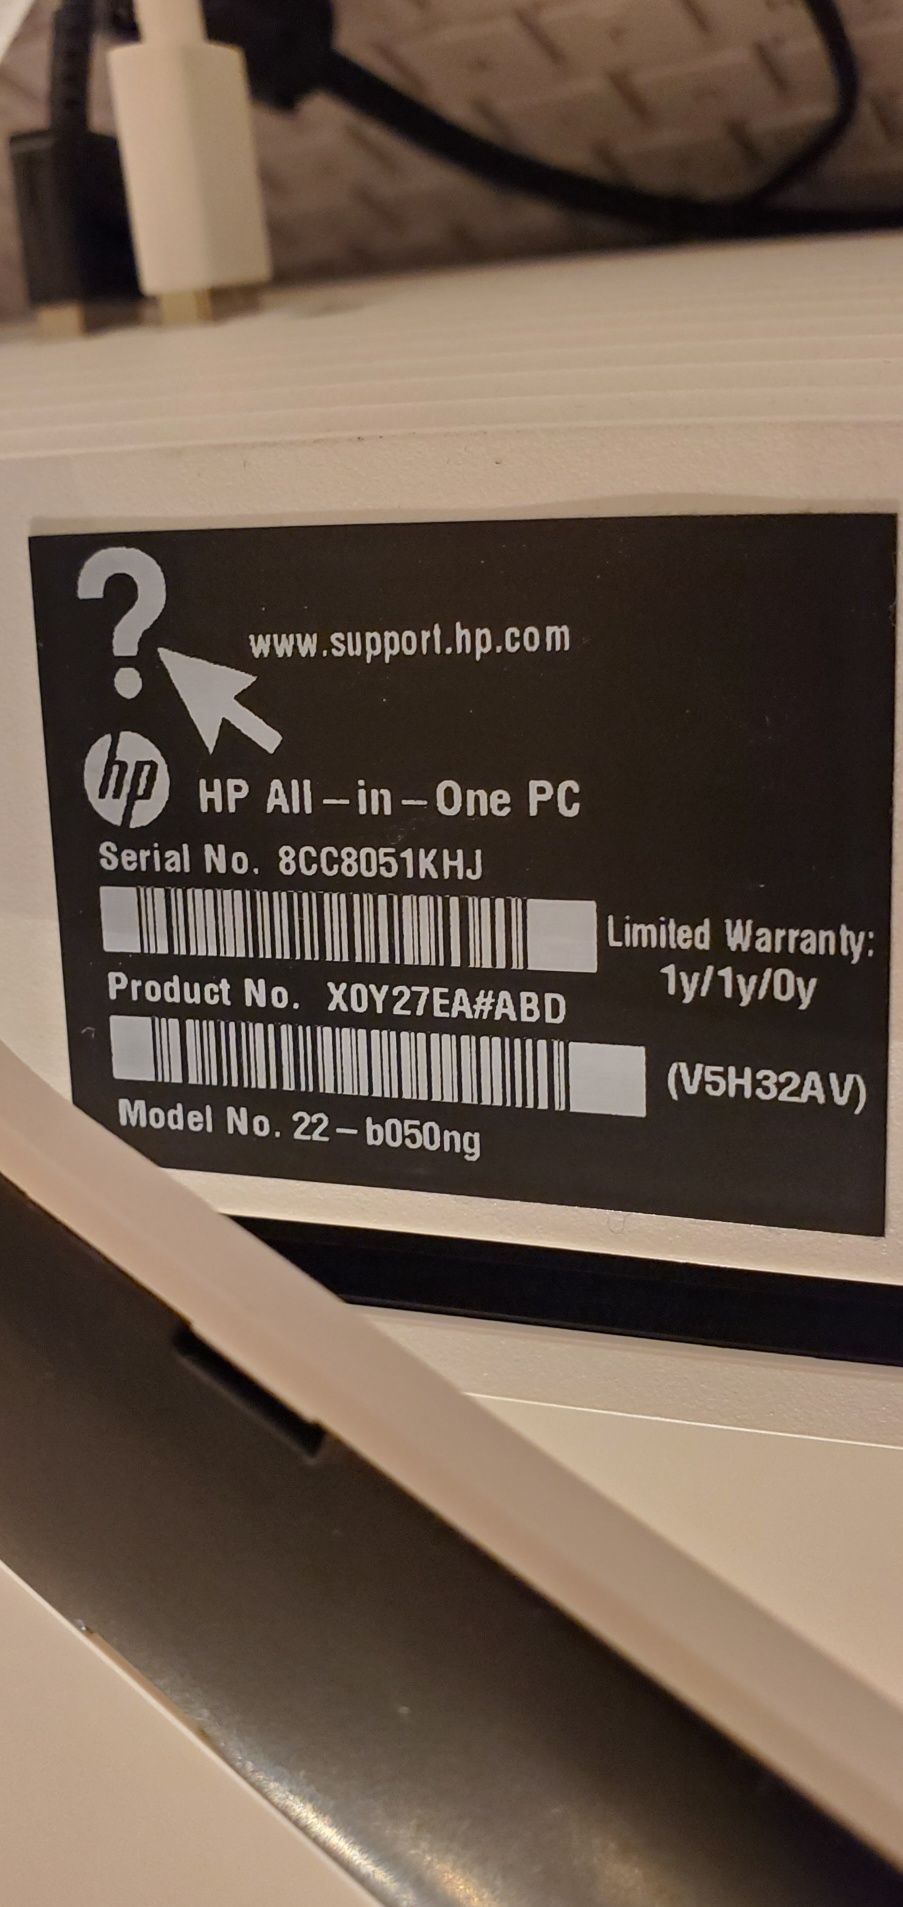 ?
www.support.hp.com
hp HP All-in-One PC
Serial No. 8CC8051KHJ
Limited Warranty:
1y/1y/0y
Product No. X0Y27EA#ABD
(V5H32AV)
Model No. 22-b050ng